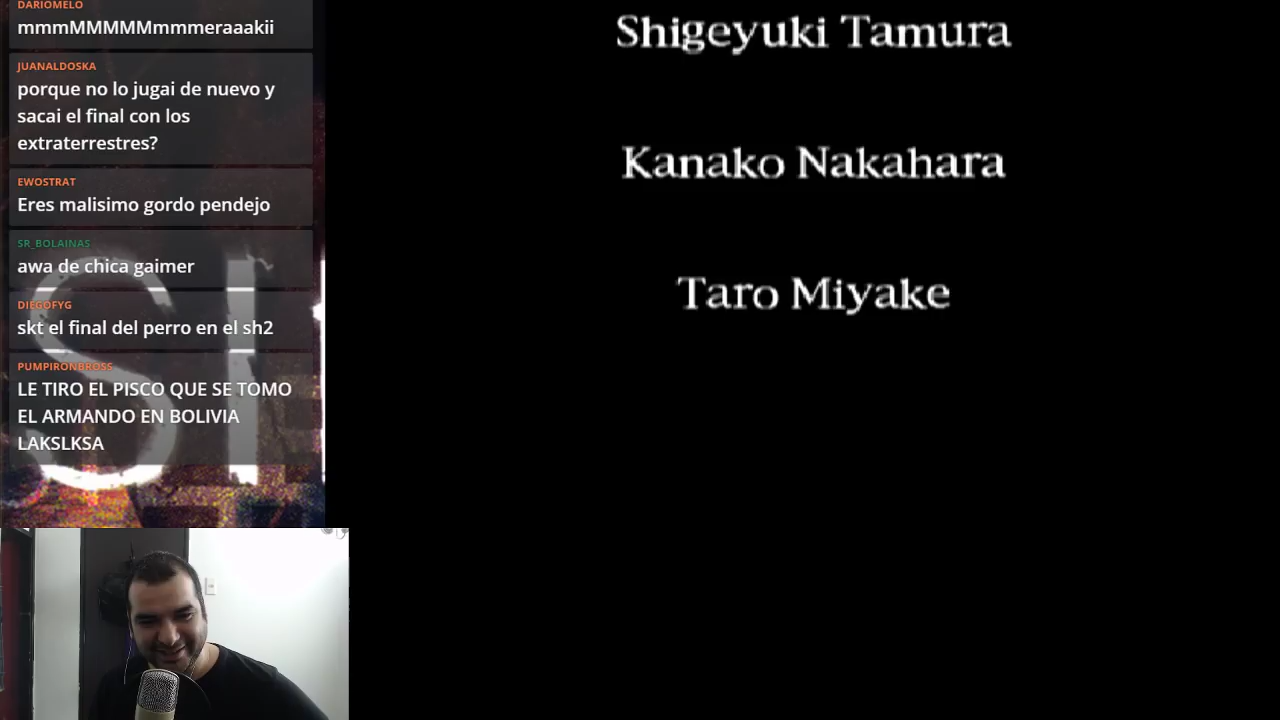 DARIOMELO
mmmMMMMMmmmeraaakii
JUANALDOSKA
porque no lo jugai de nuevo y
sacai el final con los
extraterrestres?
EWOSTRAT
Eres malisimo gordo pendejo
SR_BOLAINAS
awa de chica gaimer
DIEGOFYG
skt el final del perro en el sh2
PUMPIRONBROSS
LE TIRO EL PISCO QUE SE TOMO
EL ARMANDO EN BOLIVIA
LAKSLKSA
SI
Shigeyuki Tamura
Kanako Nakahara
Taro Miyake